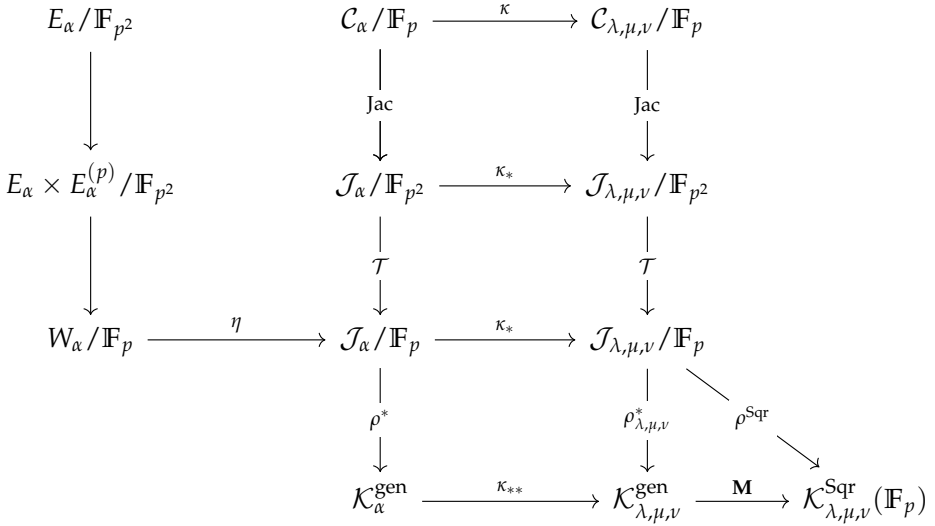 E_α/𝔽_{p²} 𝒞_α/𝔽_p κ 𝒞_{λ,μ,ν}/𝔽_p
Jac Jac
E_α × E_α^{(p)}/𝔽_{p²} 𝒥_α/𝔽_{p²} κ_* 𝒥_{λ,μ,ν}/𝔽_{p²}
𝒯 𝒯
W_α/𝔽_p η 𝒥_α/𝔽_p κ_* 𝒥_{λ,μ,ν}/𝔽_p
ρ^* ρ^*_{λ,μ,ν} ρ^{Sqr}
𝒦_α^{gen} κ_{**} 𝒦_{λ,μ,ν}^{gen} M 𝒦_{λ,μ,ν}^{Sqr}(𝔽_p)